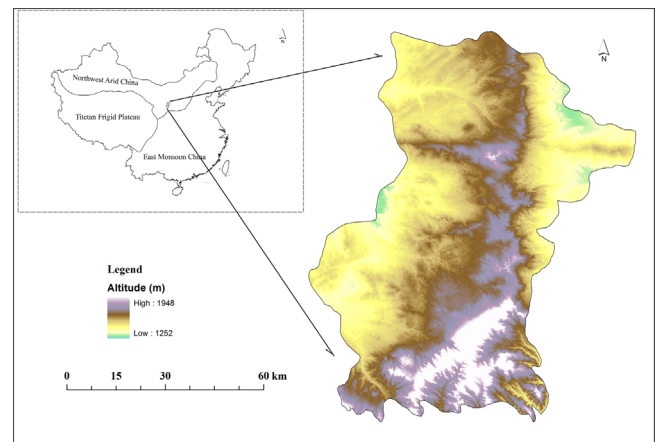 N
Northwest Arid China
Titetan Frigid Plateau
East Monsoon China
N
Legend
Altitude (m)
High : 1948
Low : 1252
0 15 30 60 km